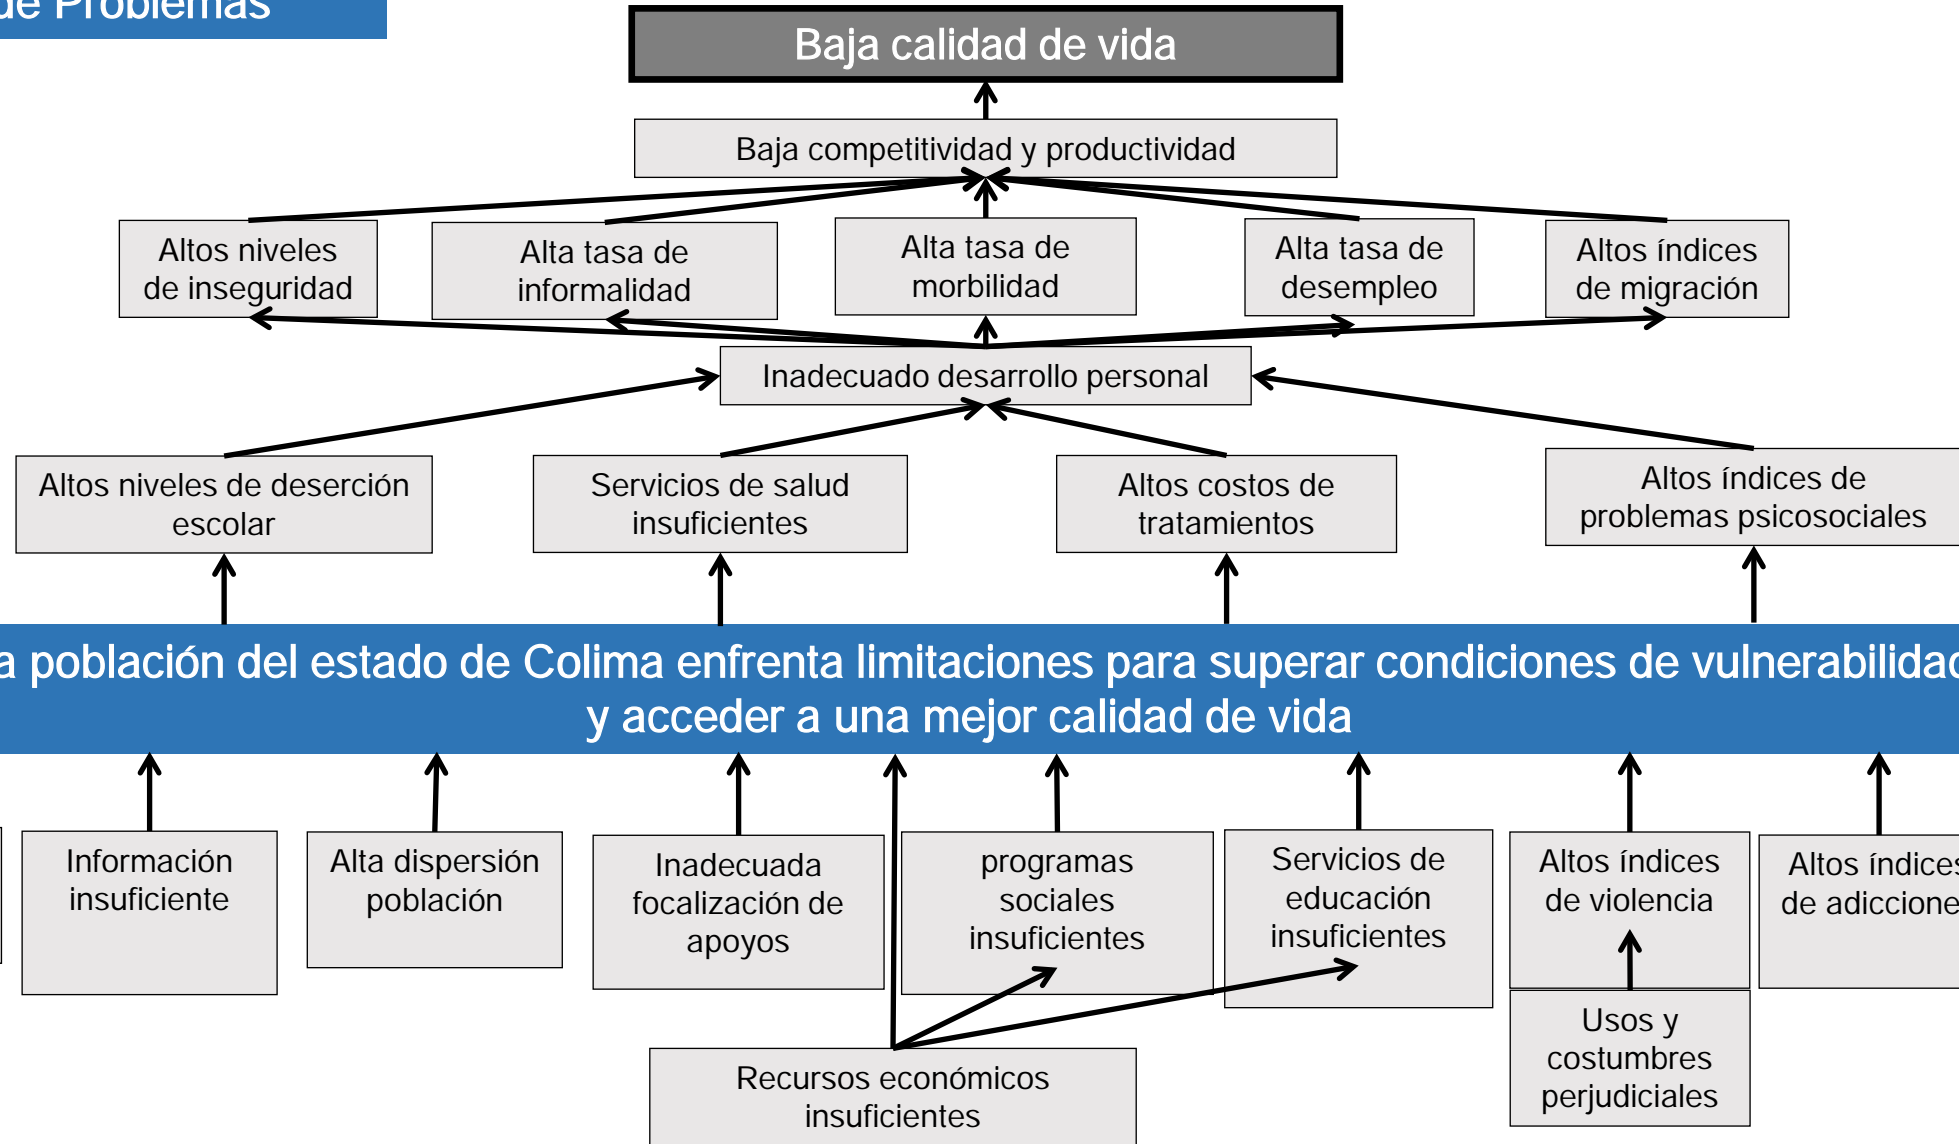 de Problemas
Baja calidad de vida
Baja competitividad y productividad
Altos niveles
de inseguridad
Alta tasa de
informalidad
Alta tasa de
morbilidad
Alta tasa de
desempleo
Altos índices
de migración
Inadecuado desarrollo personal
Altos niveles de deserción
escolar
Servicios de salud
insuficientes
Altos costos de
tratamientos
Altos índices de
problemas psicosociales
a población del estado de Colima enfrenta limitaciones para superar condiciones de vulnerabilidad
y acceder a una mejor calidad de vida
Información
insuficiente
Alta dispersión
población
Inadecuada
focalización de
apoyos
programas
sociales
insuficientes
Servicios de
educación
insuficientes
Altos índices
de violencia
Altos índices
de adiccione
Usos y
costumbres
perjudiciales
Recursos económicos
insuficientes